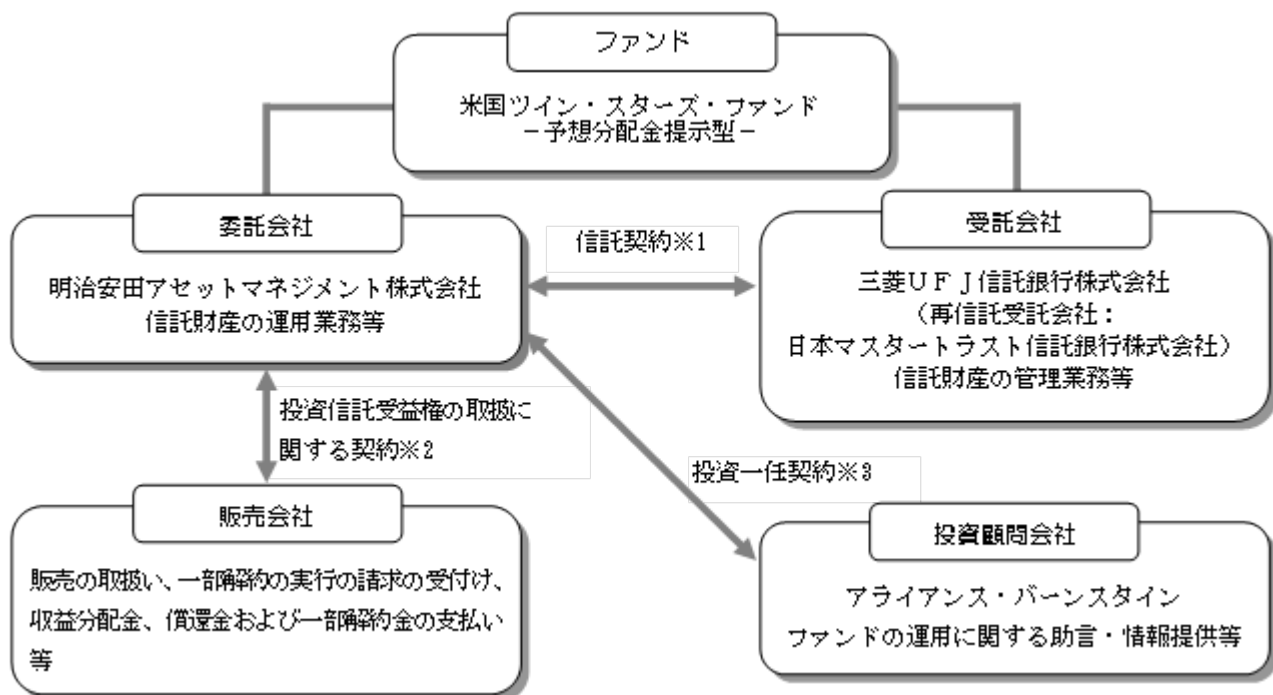 ファンド
米国ツイン・スターズ・ファンド
－予想分配金提示型－
委託会社
明治安田アセットマネジメント株式会社
信託財産の運用業務等
信託契約※1
受託会社
三菱ＵＦＪ信託銀行株式会社
（再信託受託会社：
日本マスタートラスト信託銀行株式会社）
信託財産の管理業務等
投資信託受益権の取扱に
関する契約※2
投資一任契約※3
販売会社
販売の取扱い、一部解約の実行の請求の受付け、
収益分配金、償還金および一部解約金の支払い
等
投資顧問会社
アライアンス・バーンスタイン
ファンドの運用に関する助言・情報提供等